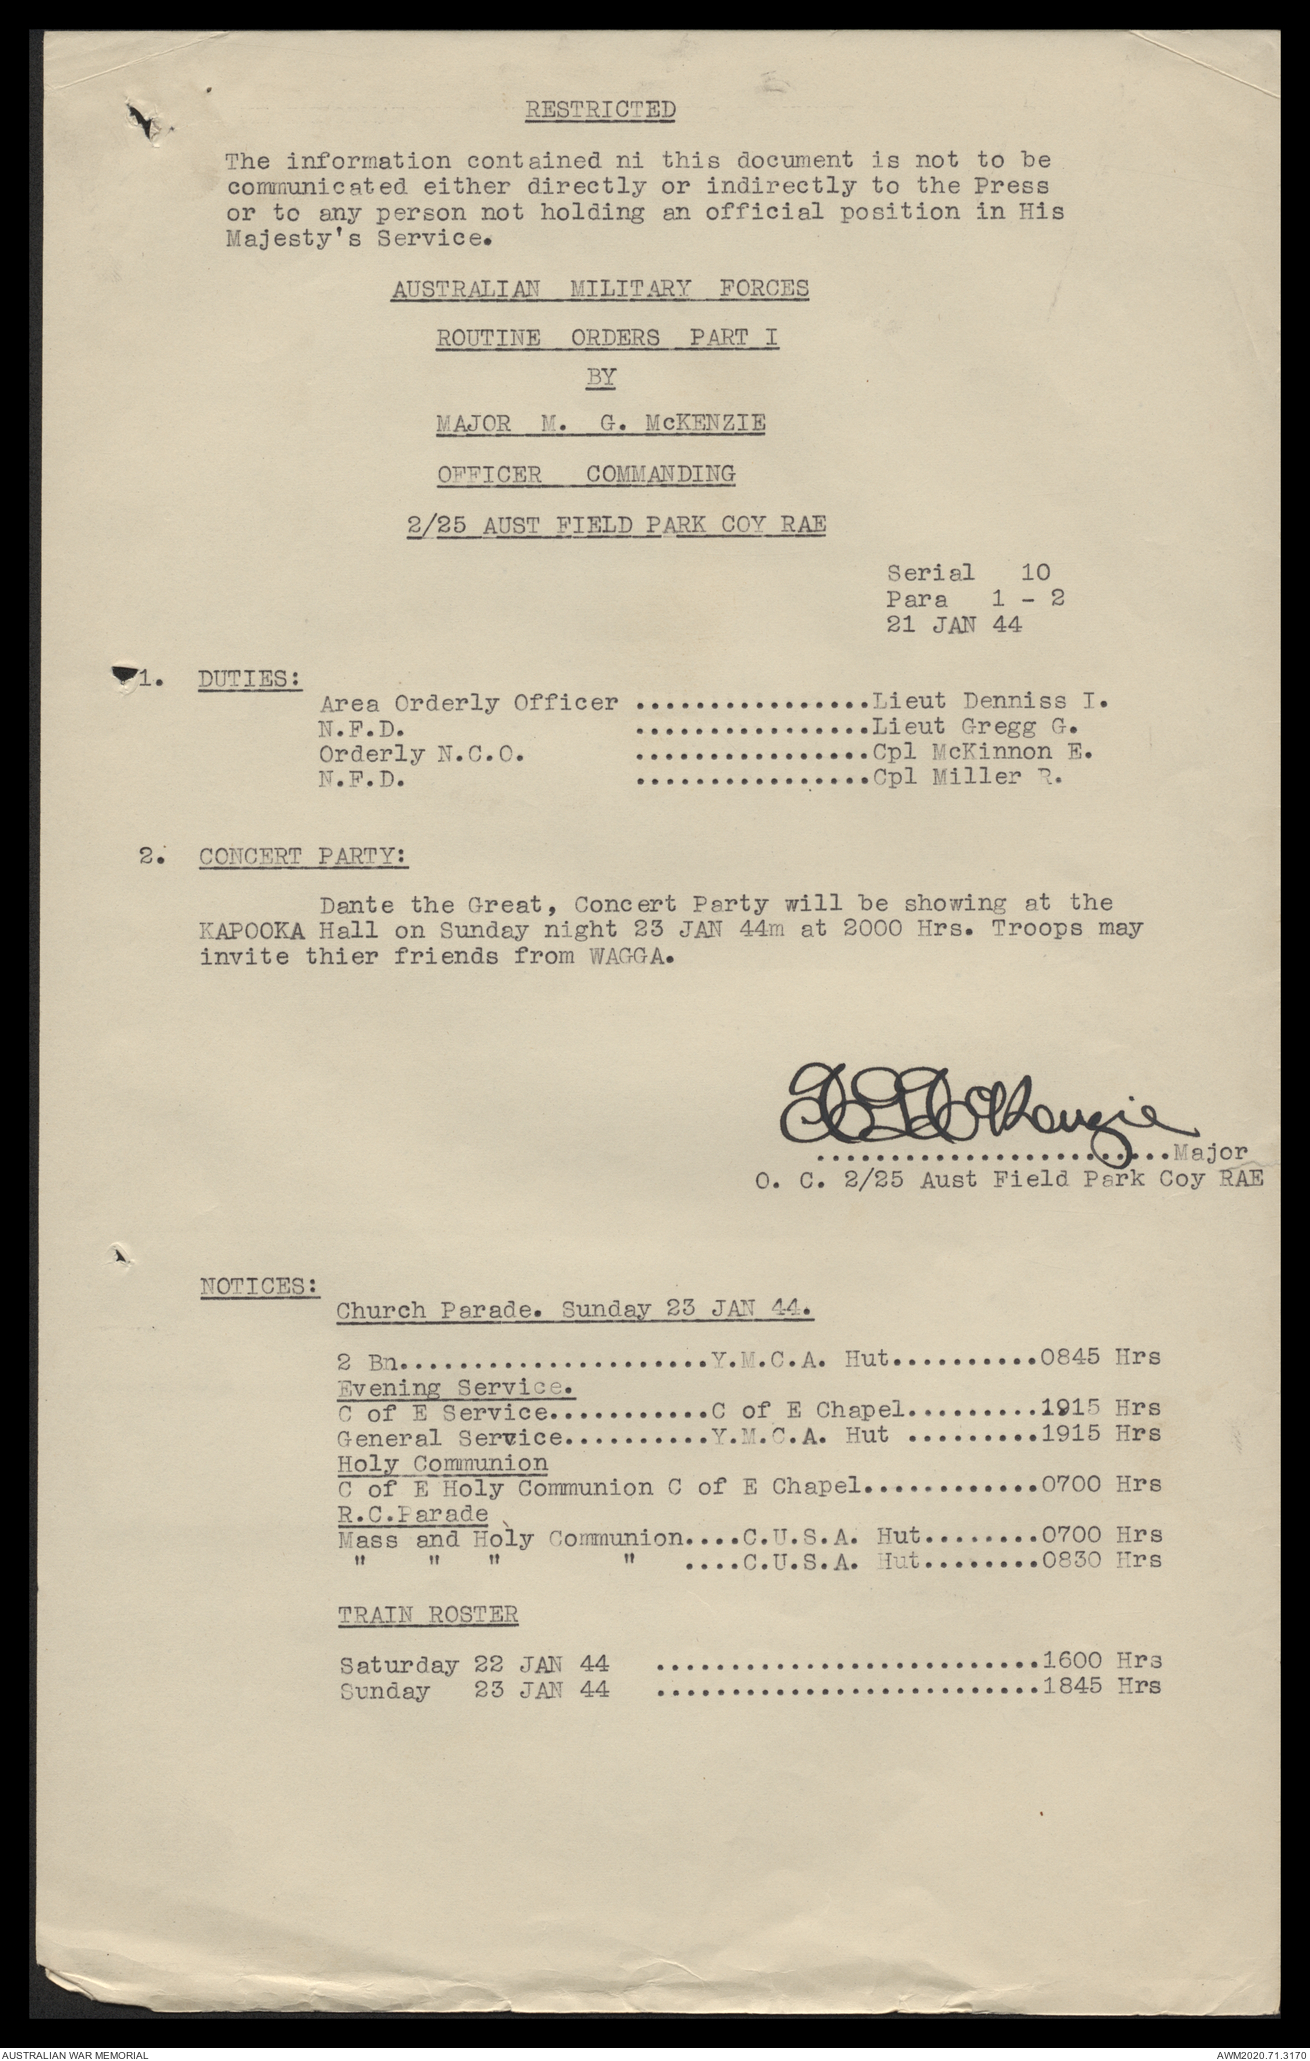 RESTRICTED
The information contained ni this document is not to be
communicated either directly or indirectly to the Press
or to any person not holding an official position in His
Majesty's Service.
AUSTRALIAN MILITARY FORCES
ROUTINE ORDERS PART I
BY
MAJOR M. G. McKENZIE
OFFICER COMMANDING
2/25 AUST FIELD PARK COY RAE
Serial 10
Para 1 - 2
21 JAN 44
1. DUTIES:
Area Orderly Officer ................Lieut Denniss I.
N.F.D. ................Lieut Gregg G.
Orderly N.C.O. ................Cpl McKinnon E.
N.F.D. ................Cpl Miller R.
2. CONCERT PARTY:
Dante the Great, Concert Party will be showing at the
KAPOOKA Hall on Sunday night 23 JAN 44m at 2000 Hrs. Troops may
invite thier friends from WAGGA.
McKenzie
........................Major
O. C. 2/25 Aust Field Park Coy RAE
NOTICES:
Church Parade. Sunday 23 JAN 44.
2 Bn.....................Y.M.C.A. Hut..........0845 Hrs
Evening Service.
C of E Service...........C of E Chapel.........1915 Hrs
General Service..........Y.M.C.A. Hut .........1915 Hrs
Holy Communion
C of E Holy Communion C of E Chapel............0700 Hrs
R.C.Parade
Mass and Holy Communion....C.U.S.A. Hut........0700 Hrs
" " " " ....C.U.S.A. Hut........0830 Hrs
TRAIN ROSTER
Saturday 22 JAN 44 ..........................1600 Hrs
Sunday 23 JAN 44 ..........................1845 Hrs
AUSTRALIAN WAR MEMORIAL
AWM2020.71.3170